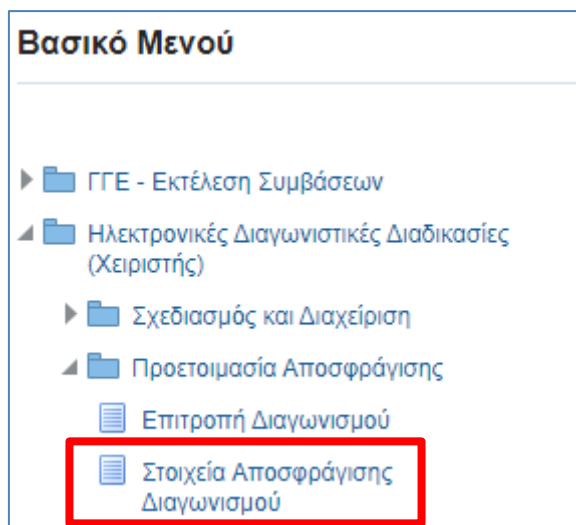 Βασικό Μενού
ΓΓΕ - Εκτέλεση Συμβάσεων
Ηλεκτρονικές Διαγωνιστικές Διαδικασίες
(Χειριστής)
Σχεδιασμός και Διαχείριση
Προετοιμασία Αποσφράγισης
Επιτροπή Διαγωνισμού
Στοιχεία Αποσφράγισης
Διαγωνισμού